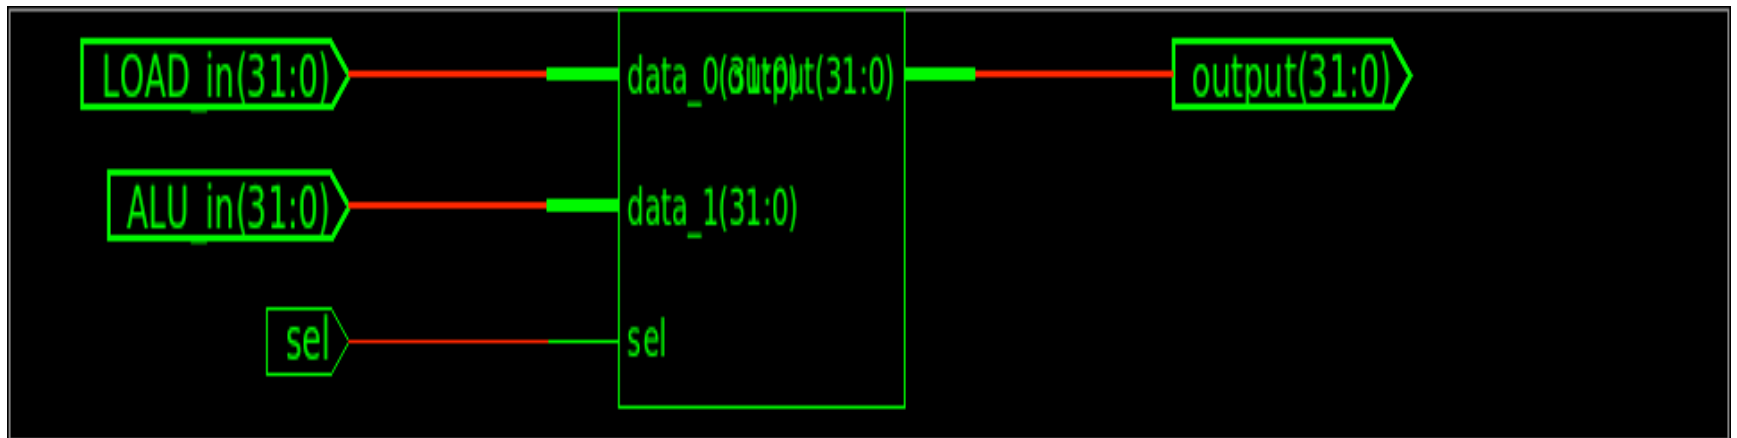 LOAD_in(31:0) data_0(31:0) output(31:0) output(31:0)
ALU_in(31:0) data_1(31:0)
sel sel